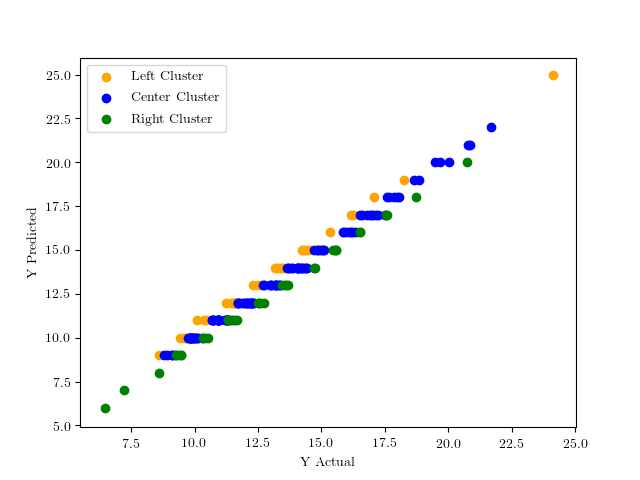 Left Cluster
Center Cluster
Right Cluster
25.0
22.5
20.0
17.5
15.0
12.5
10.0
7.5
5.0
Y Predicted
7.5 10.0 12.5 15.0 17.5 20.0 22.5 25.0
Y Actual